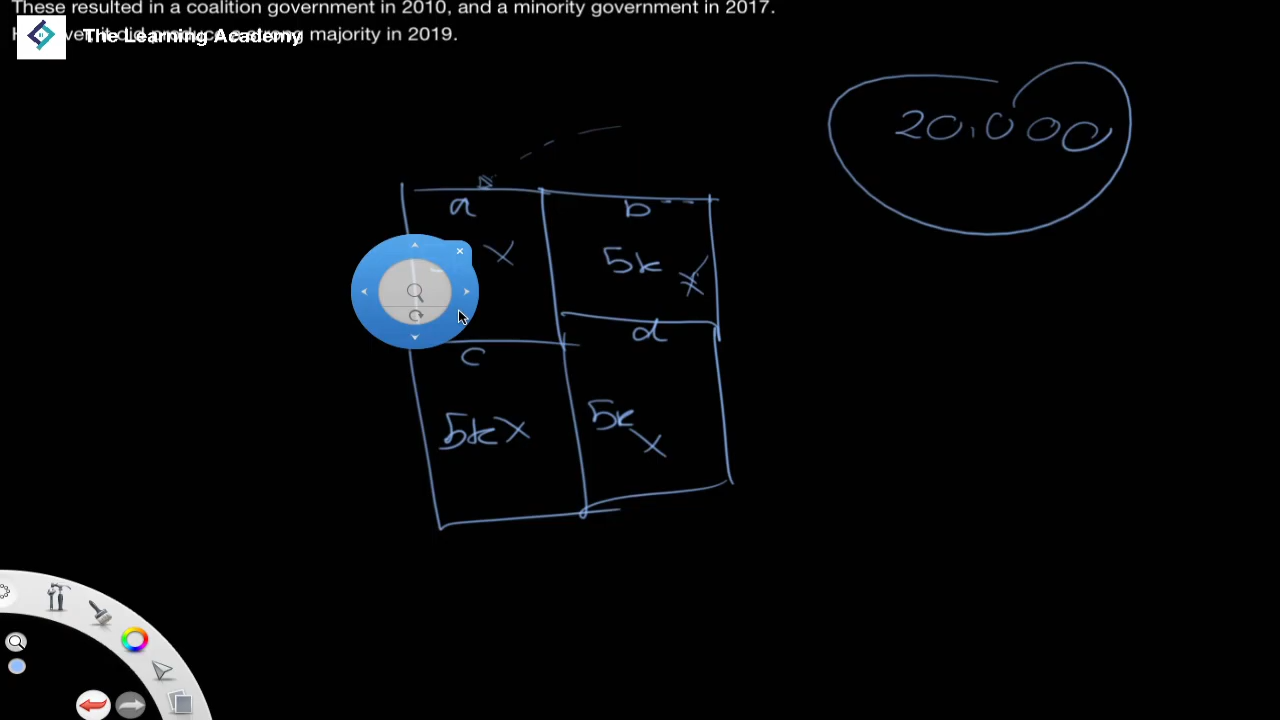 These resulted in a coalition government in 2010, and a minority government in 2017.
The Learning Academy
majority in 2019.
20,000
a
b
X
5k X
c
d
5k X
5k
X